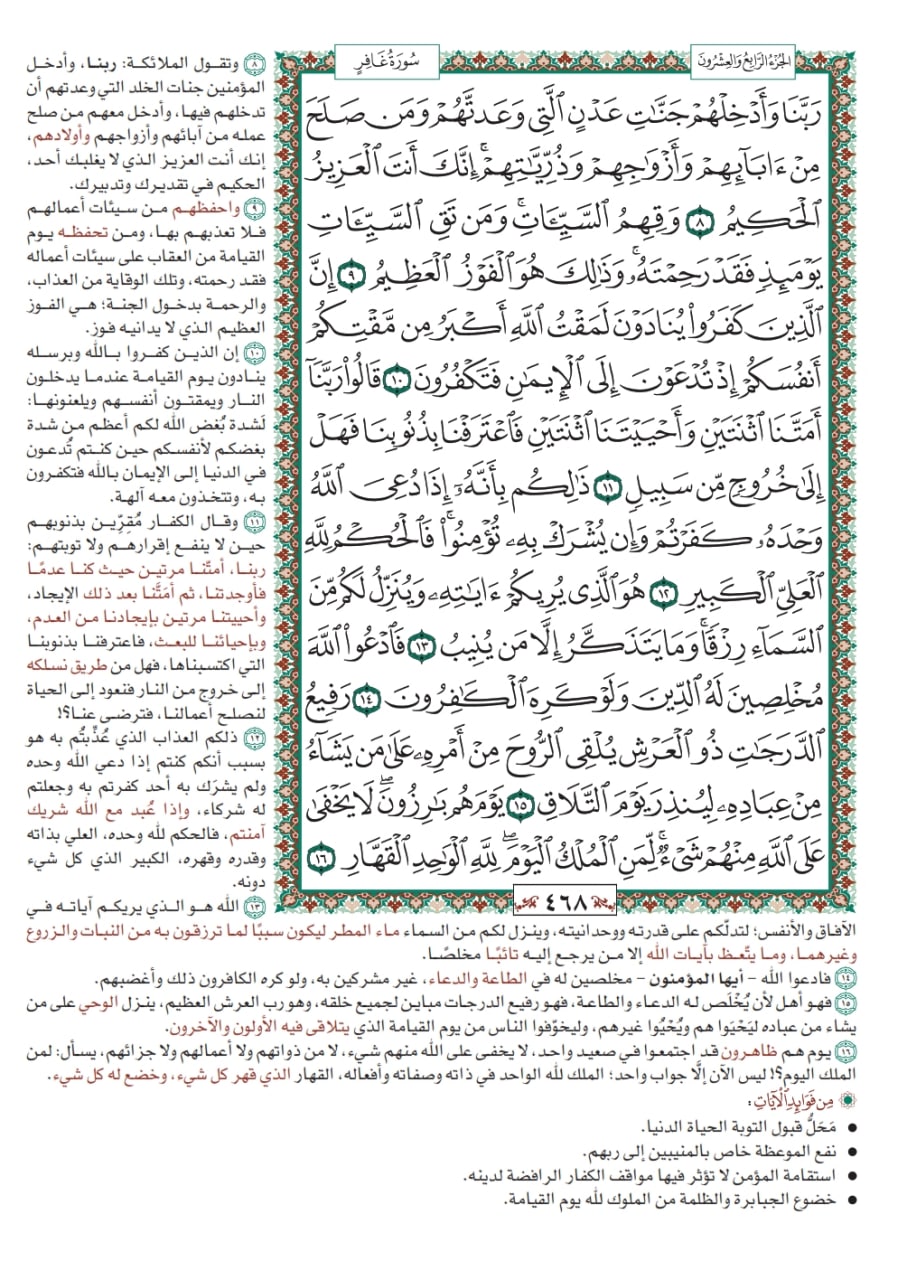 الجُزْءُ الرَّابِعُ وَالعِشْرُونَ
سُورَةُ غَافِرٍ
رَبَّنَا وَأَدْخِلْهُمْ جَنَّٰتِ عَدْنٍ ٱلَّتِى وَعَدتَّهُمْ وَمَن صَلَحَ
مِنْ ءَابَآئِهِمْ وَأَزْوَٰجِهِمْ وَذُرِّيَّٰتِهِمْ ۚ إِنَّكَ أَنتَ ٱلْعَزِيزُ
ٱلْحَكِيمُ ٨ وَقِهِمُ ٱلسَّيِّـَٔاتِ ۚ وَمَن تَقِ ٱلسَّيِّـَٔاتِ
يَوْمَئِذٍ فَقَدْ رَحِمْتَهُۥ ۚ وَذَٰلِكَ هُوَ ٱلْفَوْزُ ٱلْعَظِيمُ ٩ إِنَّ
ٱلَّذِينَ كَفَرُوا۟ يُنَادَوْنَ لَمَقْتُ ٱللَّهِ أَكْبَرُ مِن مَّقْتِكُمْ
أَنفُسَكُمْ إِذْ تُدْعَوْنَ إِلَى ٱلْإِيمَٰنِ فَتَكْفُرُونَ ١٠ قَالُوا۟ رَبَّنَآ
أَمَتَّنَا ٱثْنَتَيْنِ وَأَحْيَيْتَنَا ٱثْنَتَيْنِ فَٱعْتَرَفْنَا بِذُنُوبِنَا فَهَلْ
إِلَىٰ خُرُوجٍ مِّن سَبِيلٍ ١١ ذَٰلِكُم بِأَنَّهُۥٓ إِذَا دُعِىَ ٱللَّهُ
وَحْدَهُۥ كَفَرْتُمْ وَإِن يُشْرَكْ بِهِۦ تُؤْمِنُوا۟ ۚ فَٱلْحُكْمُ لِلَّهِ
ٱلْعَلِىِّ ٱلْكَبِيرِ ١٢ هُوَ ٱلَّذِى يُرِيكُمْ ءَايَٰتِهِۦ وَيُنَزِّلُ لَكُم مِّنَ
ٱلسَّمَآءِ رِزْقًا ۚ وَمَا يَتَذَكَّرُ إِلَّا مَن يُنِيبُ ١٣ فَٱدْعُوا۟ ٱللَّهَ
مُخْلِصِينَ لَهُ ٱلدِّينَ وَلَوْ كَرِهَ ٱلْكَٰفِرُونَ ١٤ رَفِيعُ
ٱلدَّرَجَٰتِ ذُو ٱلْعَرْشِ يُلْقِى ٱلرُّوحَ مِنْ أَمْرِهِۦ عَلَىٰ مَن يَشَآءُ
مِنْ عِبَادِهِۦ لِيُنذِرَ يَوْمَ ٱلتَّلَاقِ ١٥ يَوْمَ هُم بَٰرِزُونَ ۖ لَا يَخْفَىٰ
عَلَى ٱللَّهِ مِنْهُمْ شَىْءٌ ۚ لِّمَنِ ٱلْمُلْكُ ٱلْيَوْمَ ۖ لِلَّهِ ٱلْوَٰحِدِ ٱلْقَهَّارِ ١٦
٤٦٨
٨ وتقول الملائكة: ربنا، وأدخل
المؤمنين جنات الخلد التي وعدتهم أن
تدخلهم فيها، وأدخل معهم من صلح
عمله من آبائهم وأزواجهم وأولادهم،
إنك أنت العزيز الذي لا يغلبك أحد،
الحكيم في تقديرك وتدبيرك.
٩ واحفظهم من سيئات أعمالهم
فلا تعذبهم بها، ومن تحفظه يوم
القيامة من العقاب على سيئات أعماله
فقد رحمته، وتلك الوقاية من العذاب،
والرحمة بدخول الجنة؛ هي الفوز
العظيم الذي لا يدانيه فوز.
١٠ إن الذين كفروا بالله وبرسله
ينادون يوم القيامة عندما يدخلون
النار ويمقتون أنفسهم ويلعنونها:
لَشدة بُغض الله لكم أعظم من شدة
بغضكم لأنفسكم حين كنتم تُدعون
في الدنيا إلى الإيمان بالله فتكفرون
به، وتتخذون معه آلهة.
١١ وقال الكفار مُقِرِّين بذنوبهم
حين لا ينفع إقرارهم ولا توبتهم:
ربنا، أمتَّنا مرتين حيث كنا عدمًا
فأوجدتنا، ثم أمَتَّنا بعد ذلك الإيجاد،
وأحييتنا مرتين بإيجادنا من العدم،
وبإحيائنا للبعث، فاعترفنا بذنوبنا
التي اكتسبناها، فهل من طريق نسلكه
إلى خروج من النار فنعود إلى الحياة
لنصلح أعمالنا، فترضى عنا؟!
١٢ ذلكم العذاب الذي عُذِّبتُم به هو
بسبب أنكم كنتم إذا دعي الله وحده
ولم يشرَك به أحد كفرتم به وجعلتم
له شركاء، وإذا عُبد مع الله شريك
آمنتم، فالحكم لله وحده، العلي بذاته
وقدره وقهره، الكبير الذي كل شيء
دونه.
١٣ الله هو الذي يريكم آياته في
الآفاق والأنفس؛ لتدلّكم على قدرته ووحدانيته، وينزل لكم من السماء ماء المطر ليكون سببًا لما ترزقون به من النبات والزروع
وغيرهما، وما يتّعظ بآيات الله إلا من يرجع إليه تائبًا مخلصًا.
١٤ فادعوا الله - أيها المؤمنون - مخلصين له في الطاعة والدعاء، غير مشركين به، ولو كره الكافرون ذلك وأغضبهم.
١٥ فهو أهل لأن يُخْلَص له الدعاء والطاعة، فهو رفيع الدرجات مباين لجميع خلقه، وهو رب العرش العظيم، ينزل الوحي على من
يشاء من عباده ليَحْيَوا هم ويُحْيُوا غيرهم، وليخوّفوا الناس من يوم القيامة الذي يتلاقى فيه الأولون والآخرون.
١٦ يوم هم ظاهرون قد اجتمعوا في صعيد واحد، لا يخفى على الله منهم شيء، لا من ذواتهم ولا أعمالهم ولا جزائهم، يسأل: لمن
الملك اليوم؟! ليس الآن إلَّا جواب واحد؛ الملك لله الواحد في ذاته وصفاته وأفعاله، القهار الذي قهر كل شيء، وخضع له كل شيء.
مِن فَوَائِدِ الْآيَاتِ:
● مَحَلُّ قبول التوبة الحياة الدنيا.
● نفع الموعظة خاص بالمنيبين إلى ربهم.
● استقامة المؤمن لا تؤثر فيها مواقف الكفار الرافضة لدينه.
● خضوع الجبابرة والظلمة من الملوك لله يوم القيامة.